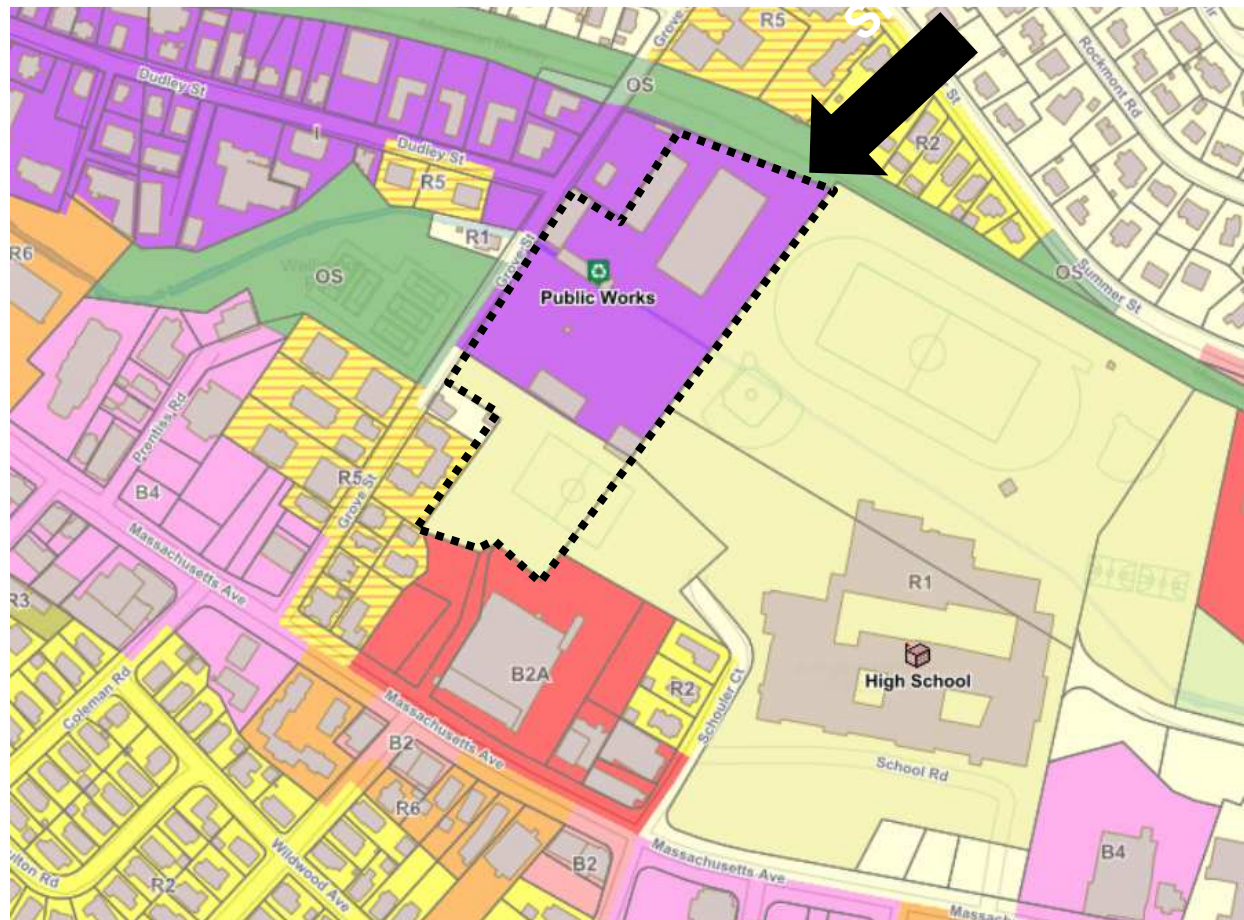 R5
Rockmont Rd
Dudley St
OS
I
Dudley St
R2
R5
R1
R6
OS
Grove St
OS
Summer St
Public Works
Prentiss Rd
B4
R5
Grove St
Massachusetts Ave
R1
R3
High School
B2A
R2
Coleman Rd
Massachusetts Ave
Schouler Ct
B2
School Rd
R6
Massachusetts Ave
B4
B2
Wildwood Ave
R2